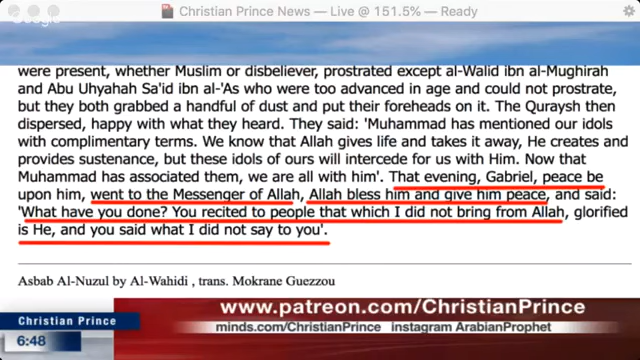 Christian Prince News — Live @ 151.5% — Ready
were present, whether Muslim or disbeliever, prostrated except al-Walid ibn al-Mughirah
and Abu Uhyahah Sa'id ibn al-'As who were too advanced in age and could not prostrate,
but they both grabbed a handful of dust and put their foreheads on it. The Quraysh then
dispersed, happy with what they heard. They said: 'Muhammad has mentioned our idols
with complimentary terms. We know that Allah gives life and takes it away, He creates and
provides sustenance, but these idols of ours will intercede for us with Him. Now that
Muhammad has associated them, we are all with him'. That evening, Gabriel, peace be
upon him, went to the Messenger of Allah, Allah bless him and give him peace, and said:
'What have you done? You recited to people that which I did not bring from Allah, glorified
is He, and you said what I did not say to you'.
Asbab Al-Nuzul by Al-Wahidi , trans. Mokrane Guezzou
www.patreon.com/ChristianPrince
Christian Prince
minds.com/ChristianPrince instagram ArabianProphet
6:48